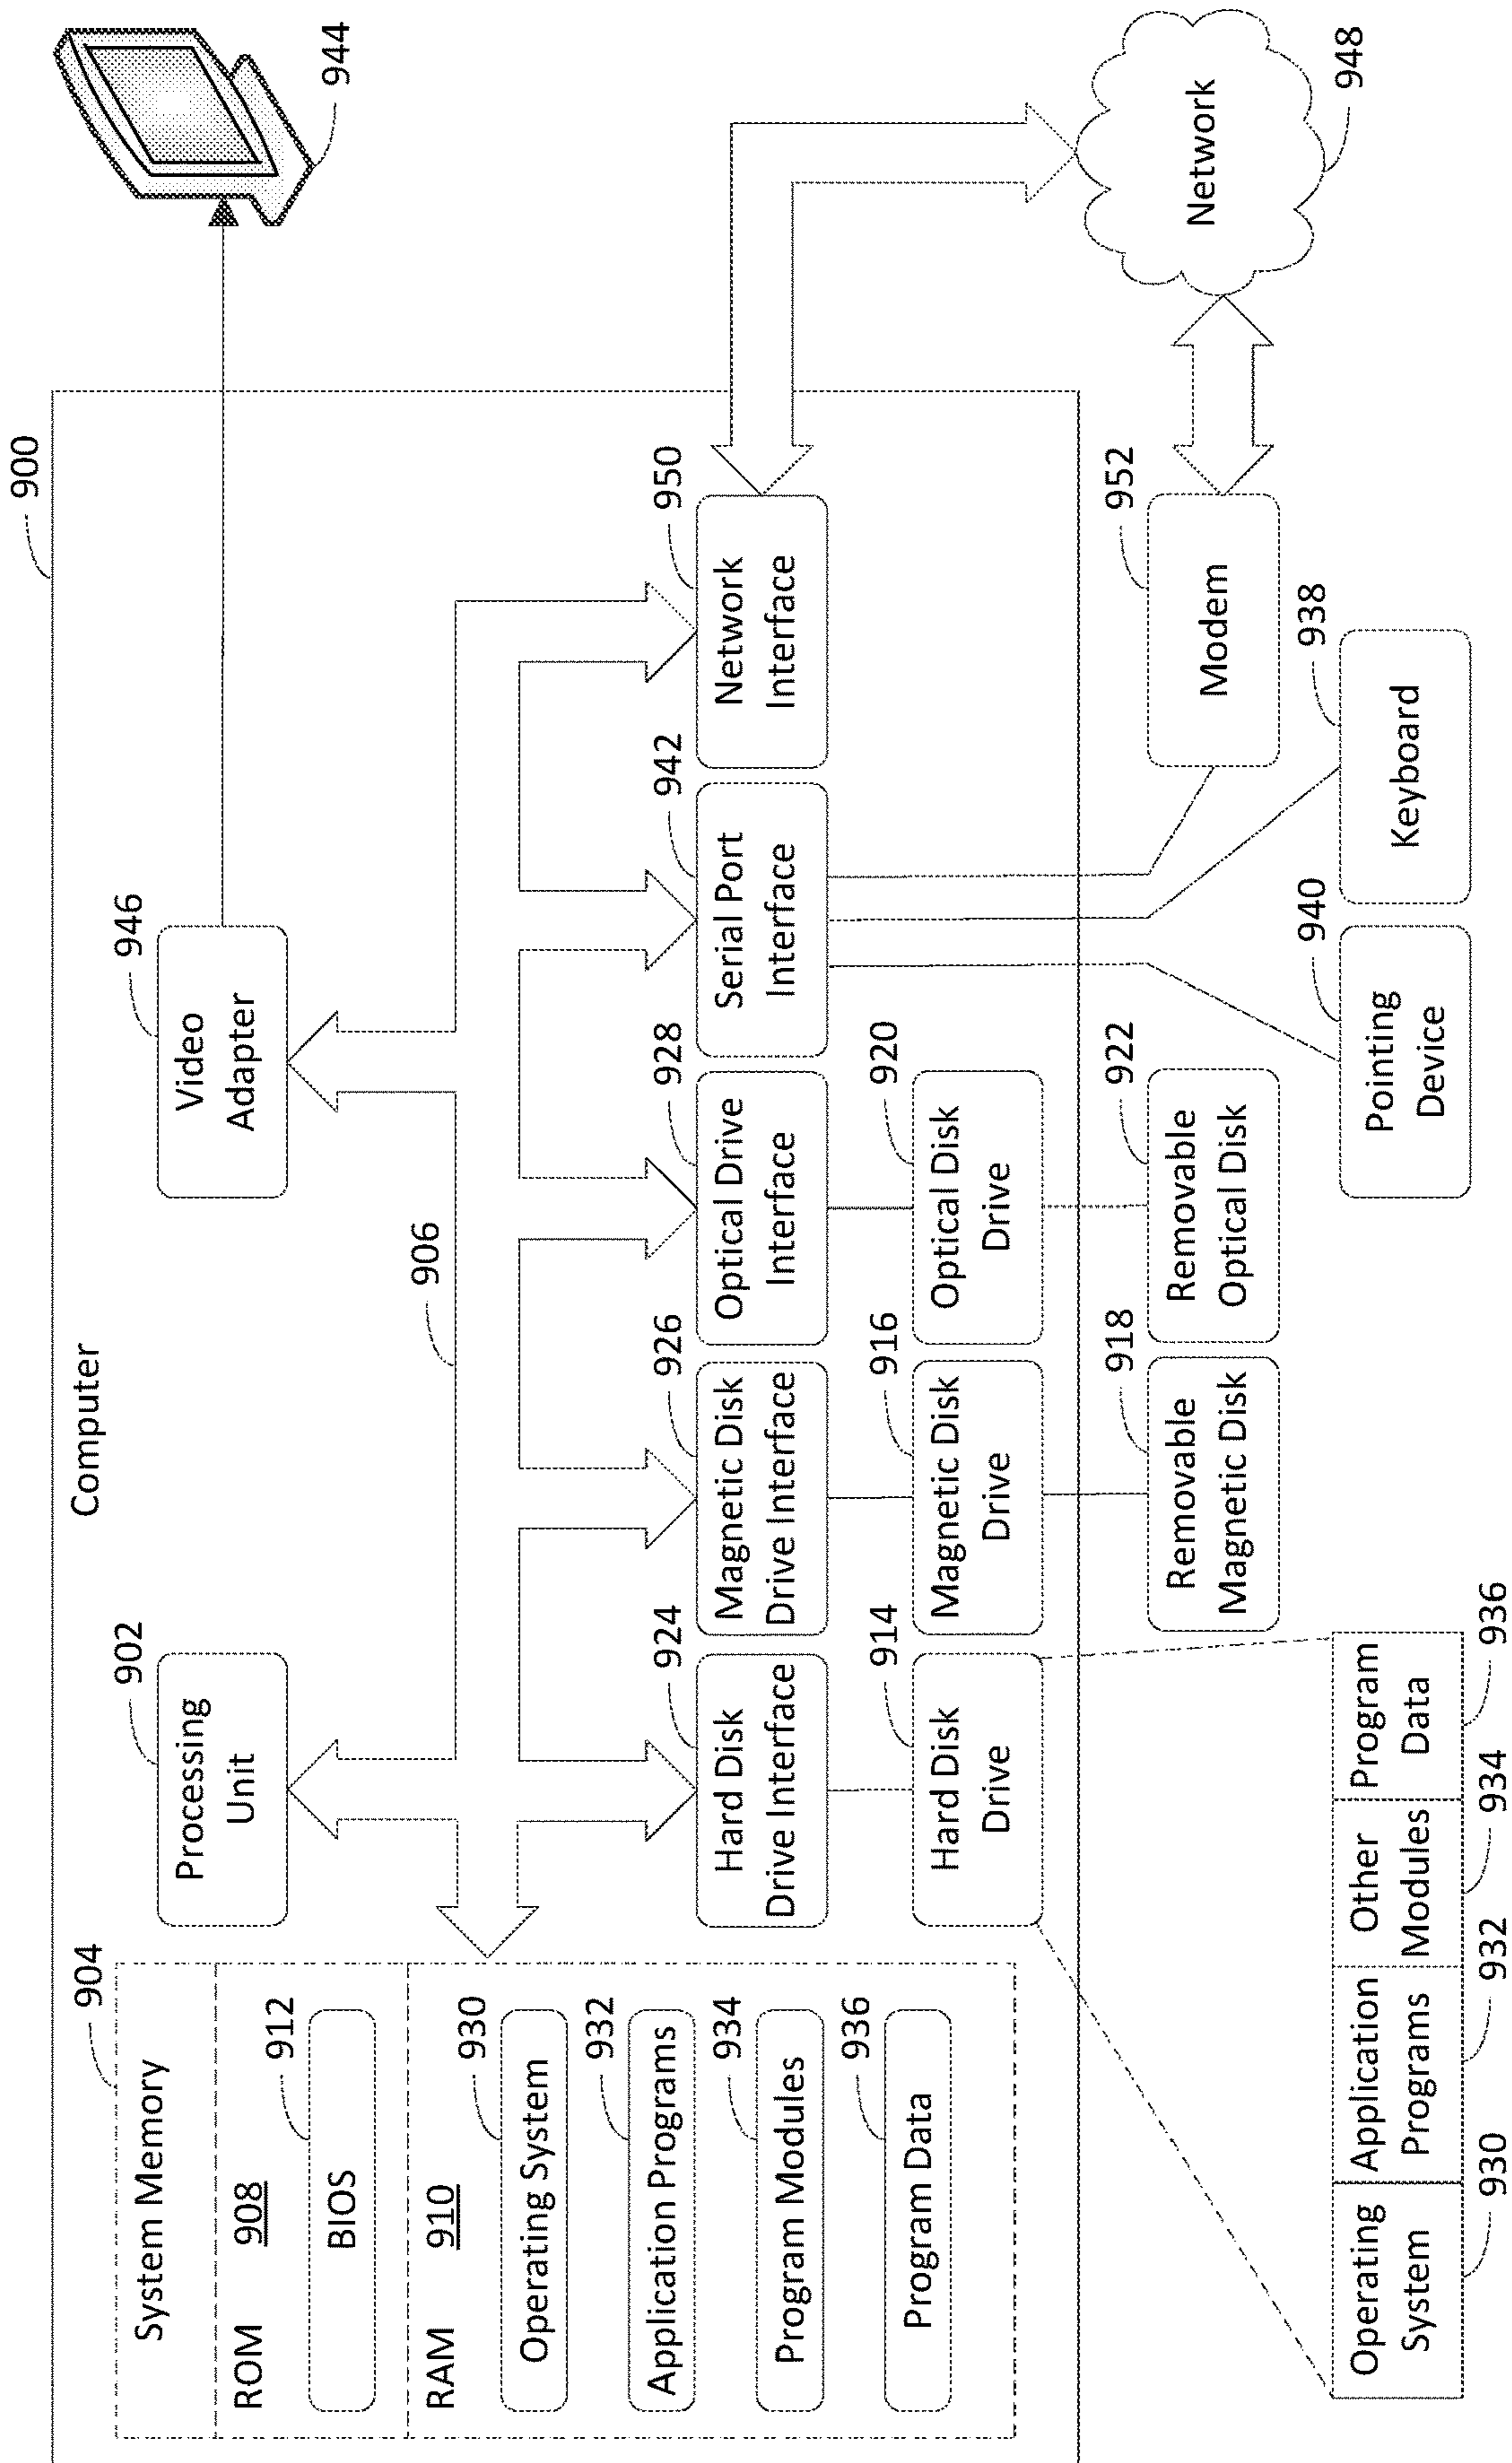 900
Computer
944
904
System Memory
ROM 908
912
BIOS
RAM 910
930
Operating System
932
Application Programs
934
Program Modules
936
Program Data
902
Processing
Unit
946
Video
Adapter
906
924
Hard Disk
Drive Interface
926
Magnetic Disk
Drive Interface
928
Optical Drive
Interface
942
Serial Port
Interface
950
Network
Interface
914
Hard Disk
Drive
916
Magnetic Disk
Drive
920
Optical Disk
Drive
918
Removable
Magnetic Disk
922
Removable
Optical Disk
952
Modem
Network
948
940
Pointing
Device
938
Keyboard
Operating
System
Application
Programs
Other
Modules
Program
Data
930
932
934
936